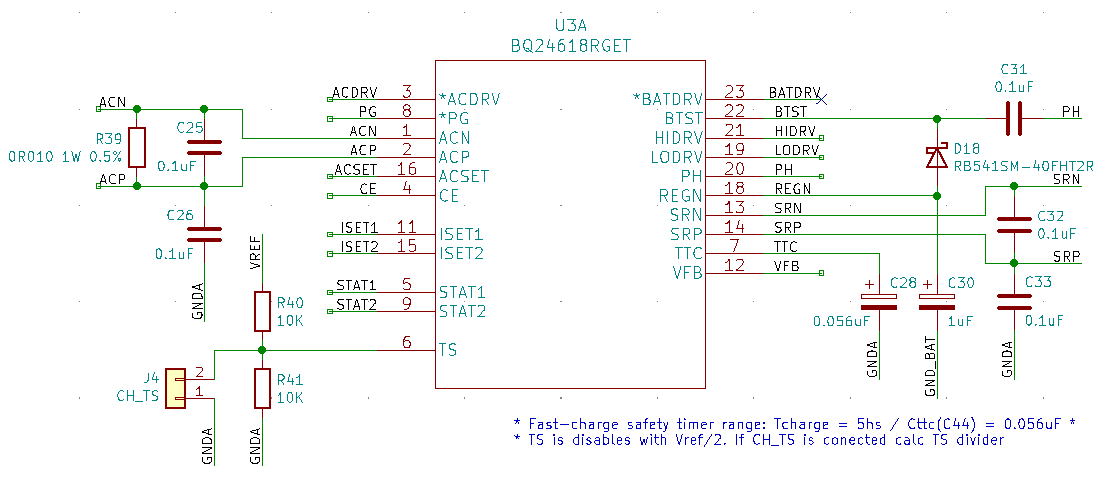 U3A
BQ24618RGET
ACN
R39
0R010 1W 0.5%
C25
0.1uF
ACP
C26
0.1uF
GNDA
VREF
R40
10K
R41
10K
J4
CH_TS
2
1
GNDA
GNDA
ACDRV 3 *ACDRV
PG 8 *PG
ACN 1 ACN
ACP 2 ACP
ACSET 16 ACSET
CE 4 CE
ISET1 11 ISET1
ISET2 15 ISET2
STAT1 5 STAT1
STAT2 9 STAT2
6 TS
*BATDRV 23 BATDRV
BTST 22 BTST
HIDRV 21 HIDRV
LODRV 19 LODRV
PH 20 PH
REGN 18 REGN
SRN 13 SRN
SRP 14 SRP
TTC 7 TTC
VFB 12 VFB
C31
0.1uF
PH
D18
RB541SM-40FHT2R
SRN
C32
0.1uF
SRP
C33
0.1uF
GNDA
+ C28
0.056uF
GNDA
+ C30
1uF
GND_BAT
* Fast-charge safety timer range: Tcharge = 5hs / Cttc(C44) = 0.056uF *
* TS is disables with Vref/2. If CH_TS is conected calc TS divider